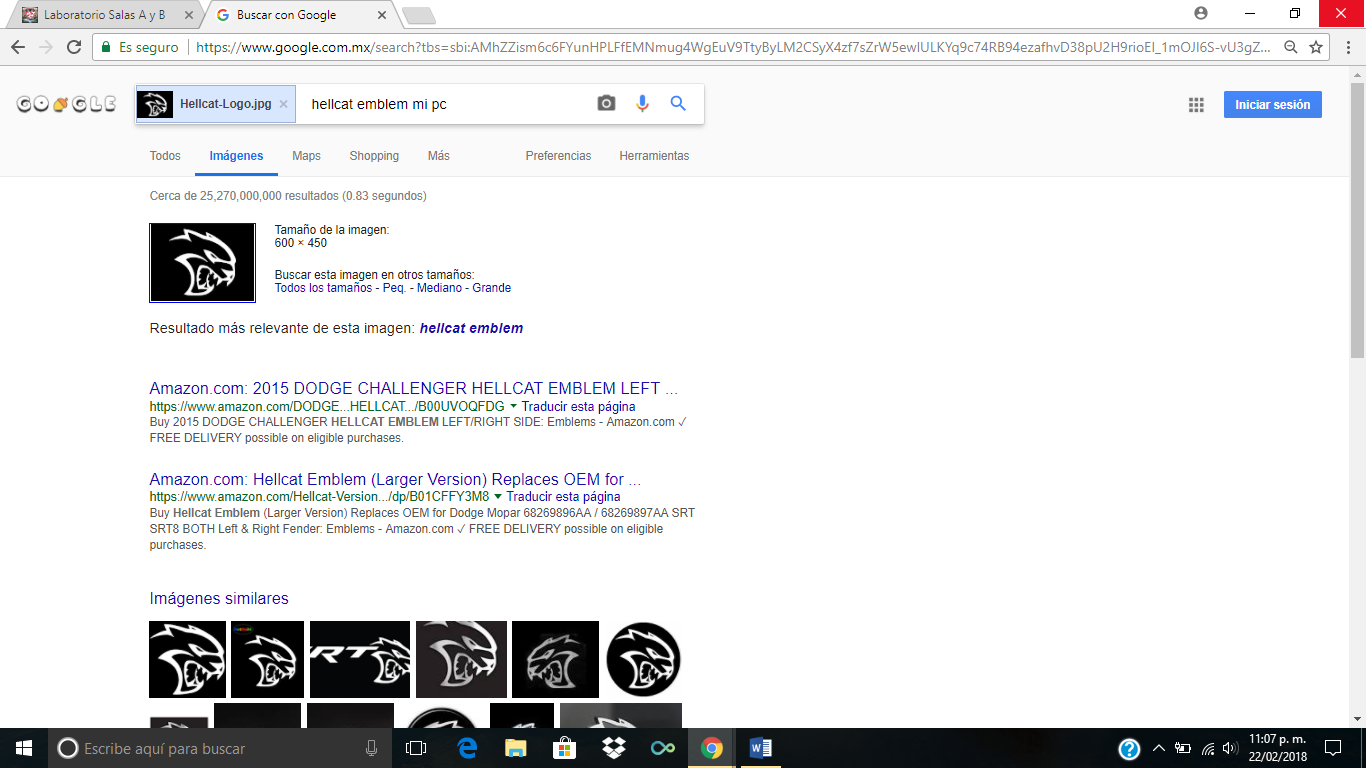 Laboratorio Salas A y B
Buscar con Google
Es seguro
https://www.google.com.mx/search?tbs=sbi:AMhZZism6c6FYunHPLFfEMNmug4WgEuV9TtyByLM2CSyX4zf7sZrW5ewIULKYq9c74RB94ezafhvD38pU2H9rioEI_1mOJI6S-vU3gZ...
GOOGLE
Hellcat-Logo.jpg
hellcat emblem mi pc
Iniciar sesión
Todos
Imágenes
Maps
Shopping
Más
Preferencias
Herramientas
Cerca de 25,270,000,000 resultados (0.83 segundos)
Tamaño de la imagen:
600 × 450
Buscar esta imagen en otros tamaños:
Todos los tamaños - Peq. - Mediano - Grande
Resultado más relevante de esta imagen: hellcat emblem
Amazon.com: 2015 DODGE CHALLENGER HELLCAT EMBLEM LEFT ...
https://www.amazon.com/DODGE...HELLCAT.../B00UVOQFDG Traducir esta página
Buy 2015 DODGE CHALLENGER HELLCAT EMBLEM LEFT/RIGHT SIDE: Emblems - Amazon.com ✓
FREE DELIVERY possible on eligible purchases.
Amazon.com: Hellcat Emblem (Larger Version) Replaces OEM for ...
https://www.amazon.com/Hellcat-Version.../dp/B01CFFY3M8 Traducir esta página
Buy Hellcat Emblem (Larger Version) Replaces OEM for Dodge Mopar 68269896AA / 68269897AA SRT
SRT8 BOTH Left & Right Fender: Emblems - Amazon.com ✓ FREE DELIVERY possible on eligible
purchases.
Imágenes similares
RT
Escribe aquí para buscar
11:07 p. m.
22/02/2018